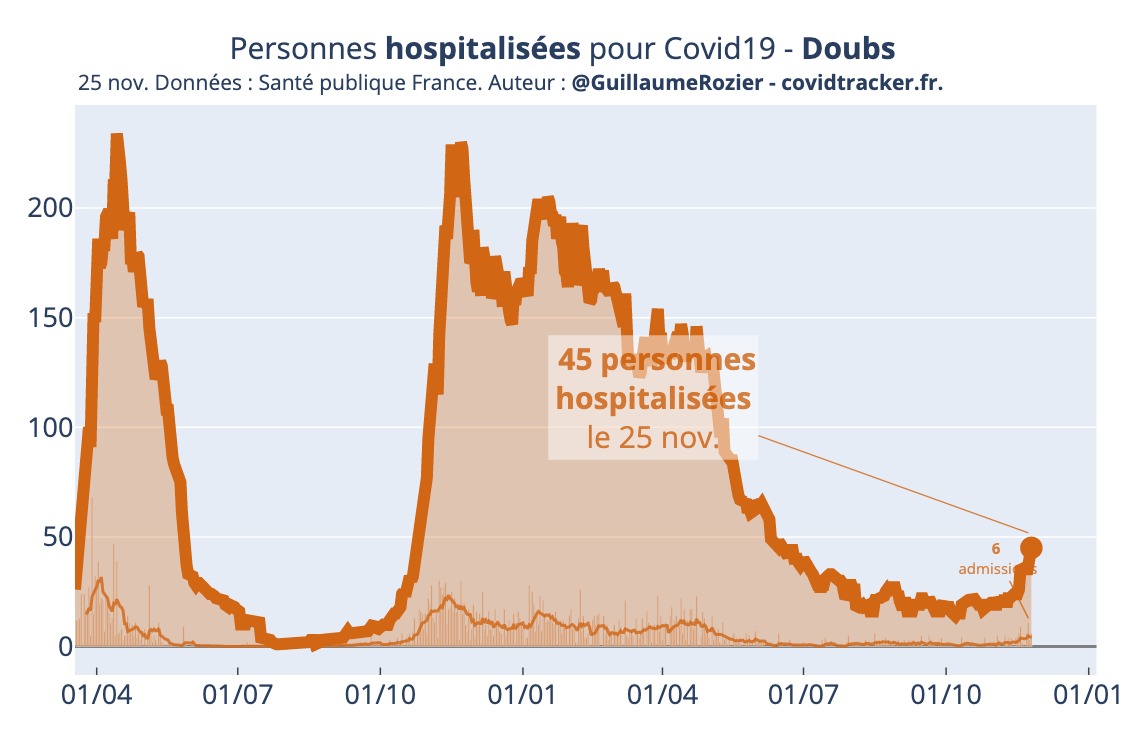 Personnes hospitalisées pour Covid19 - Doubs
25 nov. Données : Santé publique France. Auteur : @GuillaumeRozier - covidtracker.fr.
200
150
100
50
0
45 personnes
hospitalisées
le 25 nov.
6
admissions
01/04 01/07 01/10 01/01 01/04 01/07 01/10 01/01